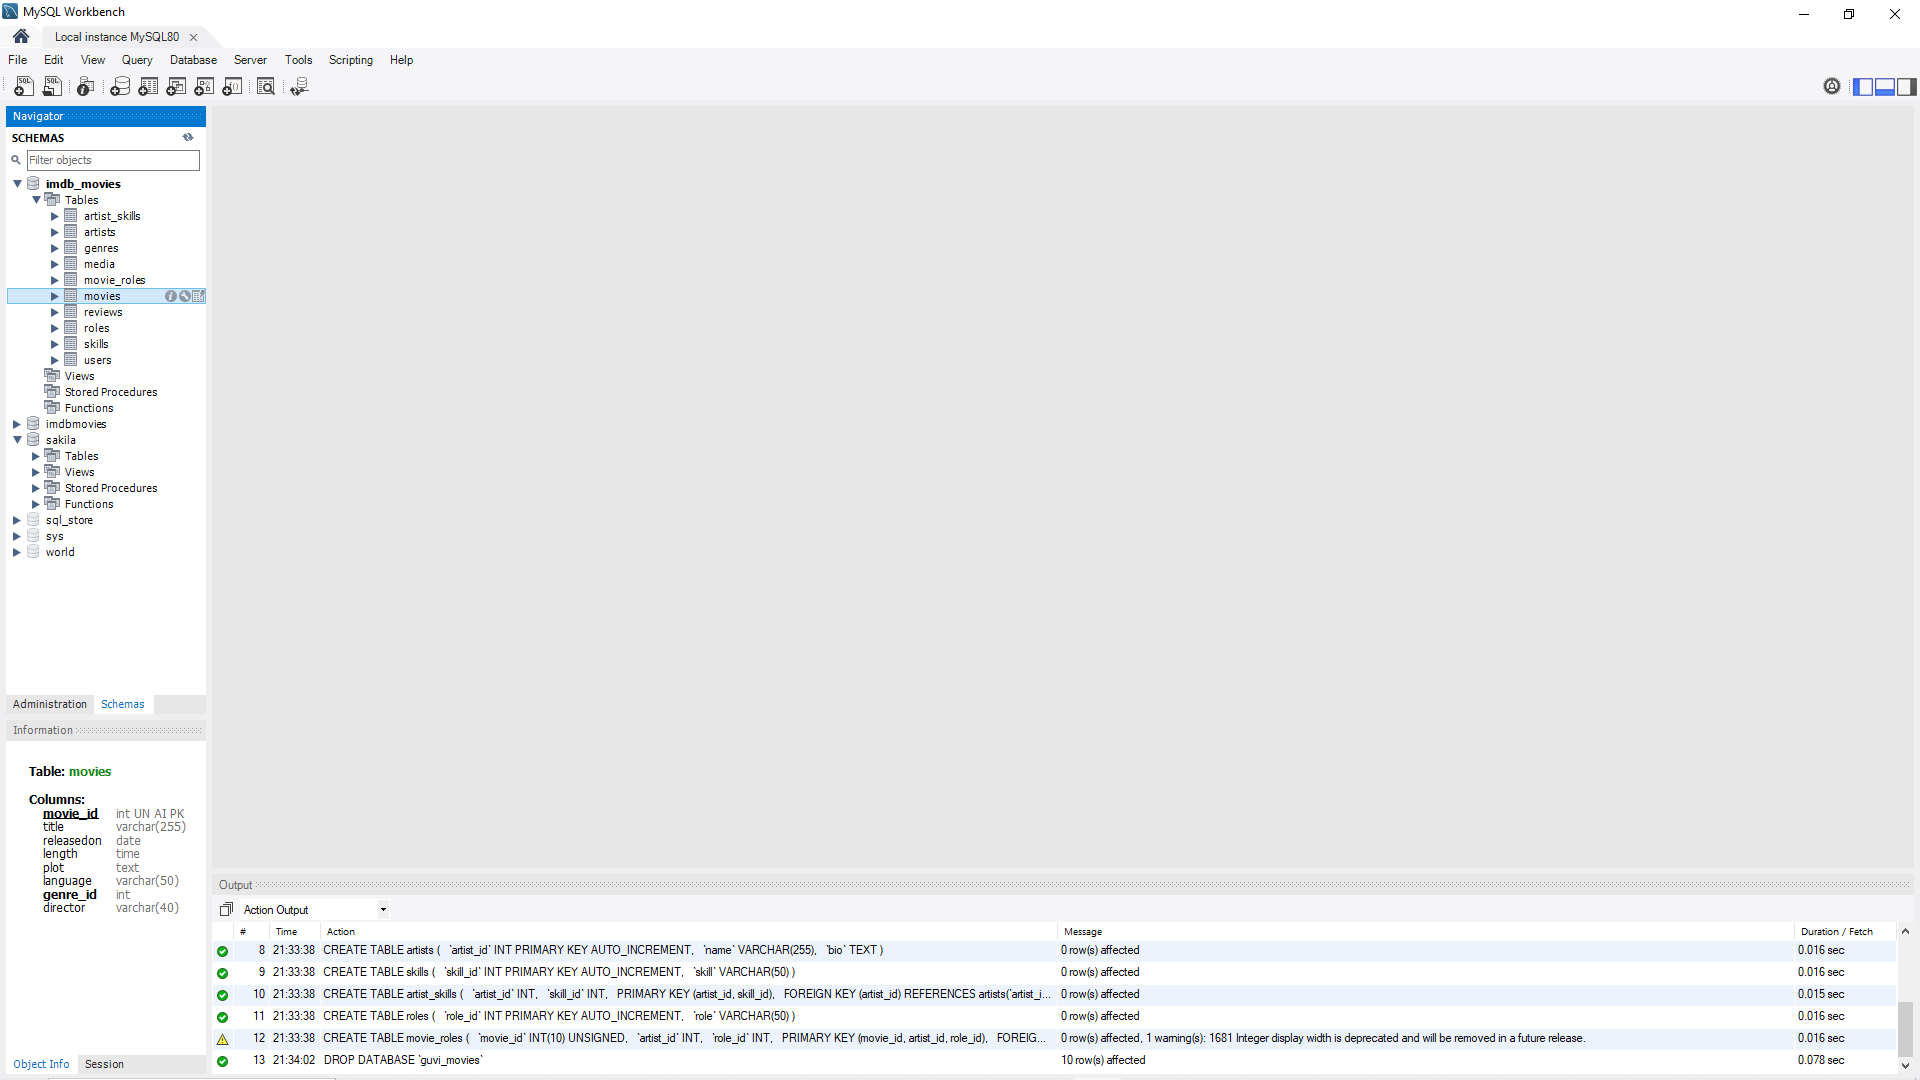 MySQL Workbench
Local instance MySQL80
File Edit View Query Database Server Tools Scripting Help
Navigator
SCHEMAS
Filter objects
imdb_movies
Tables
artist_skills
artists
genres
media
movie_roles
movies
reviews
roles
skills
users
Views
Stored Procedures
Functions
imdbmovies
sakila
Tables
Views
Stored Procedures
Functions
sql_store
sys
world
Administration Schemas
Information
Table: movies
Columns:
movie_id int UN AI PK
title varchar(255)
releasedon date
length time
plot text
language varchar(50)
genre_id int
director varchar(40)
Object Info Session
Output
Action Output
# Time Action Message Duration / Fetch
8 21:33:38 CREATE TABLE artists ( `artist_id` INT PRIMARY KEY AUTO_INCREMENT, `name` VARCHAR(255), `bio` TEXT ) 0 row(s) affected 0.016 sec
9 21:33:38 CREATE TABLE skills ( `skill_id` INT PRIMARY KEY AUTO_INCREMENT, `skill` VARCHAR(50) ) 0 row(s) affected 0.016 sec
10 21:33:38 CREATE TABLE artist_skills ( `artist_id` INT, `skill_id` INT, PRIMARY KEY (artist_id, skill_id), FOREIGN KEY (artist_id) REFERENCES artists(`artist_i... 0 row(s) affected 0.015 sec
11 21:33:38 CREATE TABLE roles ( `role_id` INT PRIMARY KEY AUTO_INCREMENT, `role` VARCHAR(50) ) 0 row(s) affected 0.016 sec
12 21:33:38 CREATE TABLE movie_roles ( `movie_id` INT(10) UNSIGNED, `artist_id` INT, `role_id` INT, PRIMARY KEY (movie_id, artist_id, role_id), FOREIG... 0 row(s) affected, 1 warning(s): 1681 Integer display width is deprecated and will be removed in a future release. 0.016 sec
13 21:34:02 DROP DATABASE `guvi_movies` 10 row(s) affected 0.078 sec